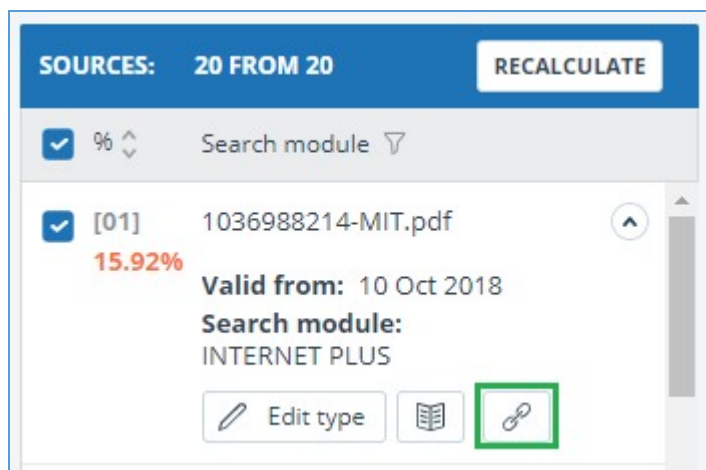 SOURCES: 20 FROM 20 RECALCULATE
% Search module
[01] 1036988214-MIT.pdf
15.92%
Valid from: 10 Oct 2018
Search module:
INTERNET PLUS
Edit type